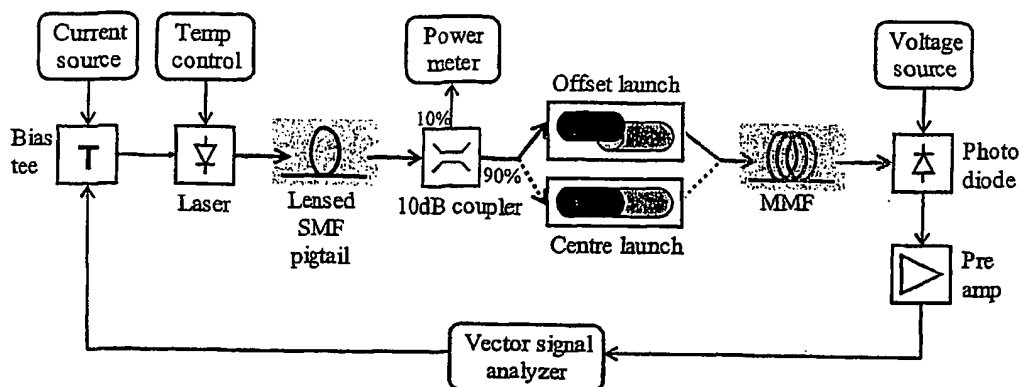 Current
source
Temp
control
Power
meter
Voltage
source
Bias
tee
T
Laser
Lensed
SMF
pigtail
10%
90%
10dB coupler
Offset launch
Centre launch
MMF
Photo
diode
Pre
amp
Vector signal
analyzer